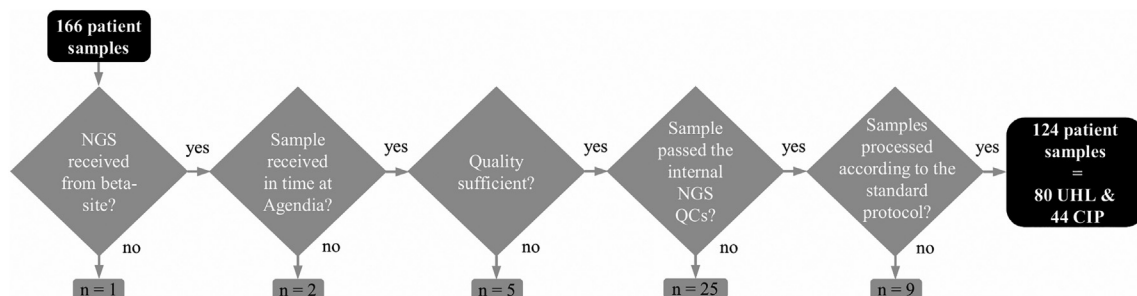 166 patient
samples
NGS
received
from beta-
site?
yes
no
n = 1
Sample
received
in time at
Agendia?
yes
no
n = 2
Quality
sufficient?
yes
no
n = 5
Sample
passed the
internal
NGS
QCs?
yes
no
n = 25
Samples
processed
according to the
standard
protocol?
yes
no
n = 9
124 patient
samples
=
80 UHL &
44 CIP